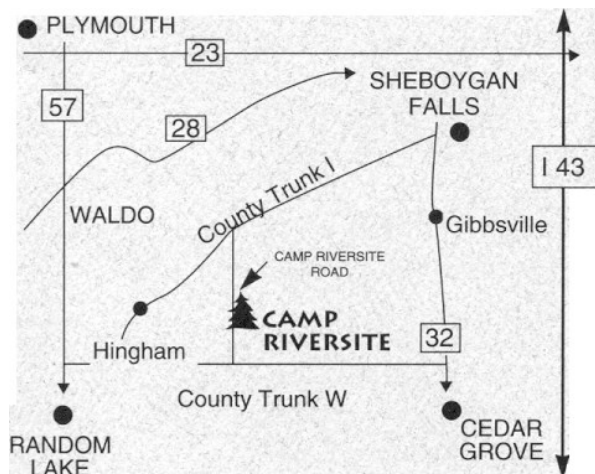 PLYMOUTH
23
57
SHEBOYGAN
FALLS
28
I 43
County Trunk I
WALDO
Gibbsville
CAMP RIVERSITE
ROAD
CAMP
RIVERSITE
32
Hingham
County Trunk W
RANDOM
LAKE
CEDAR
GROVE